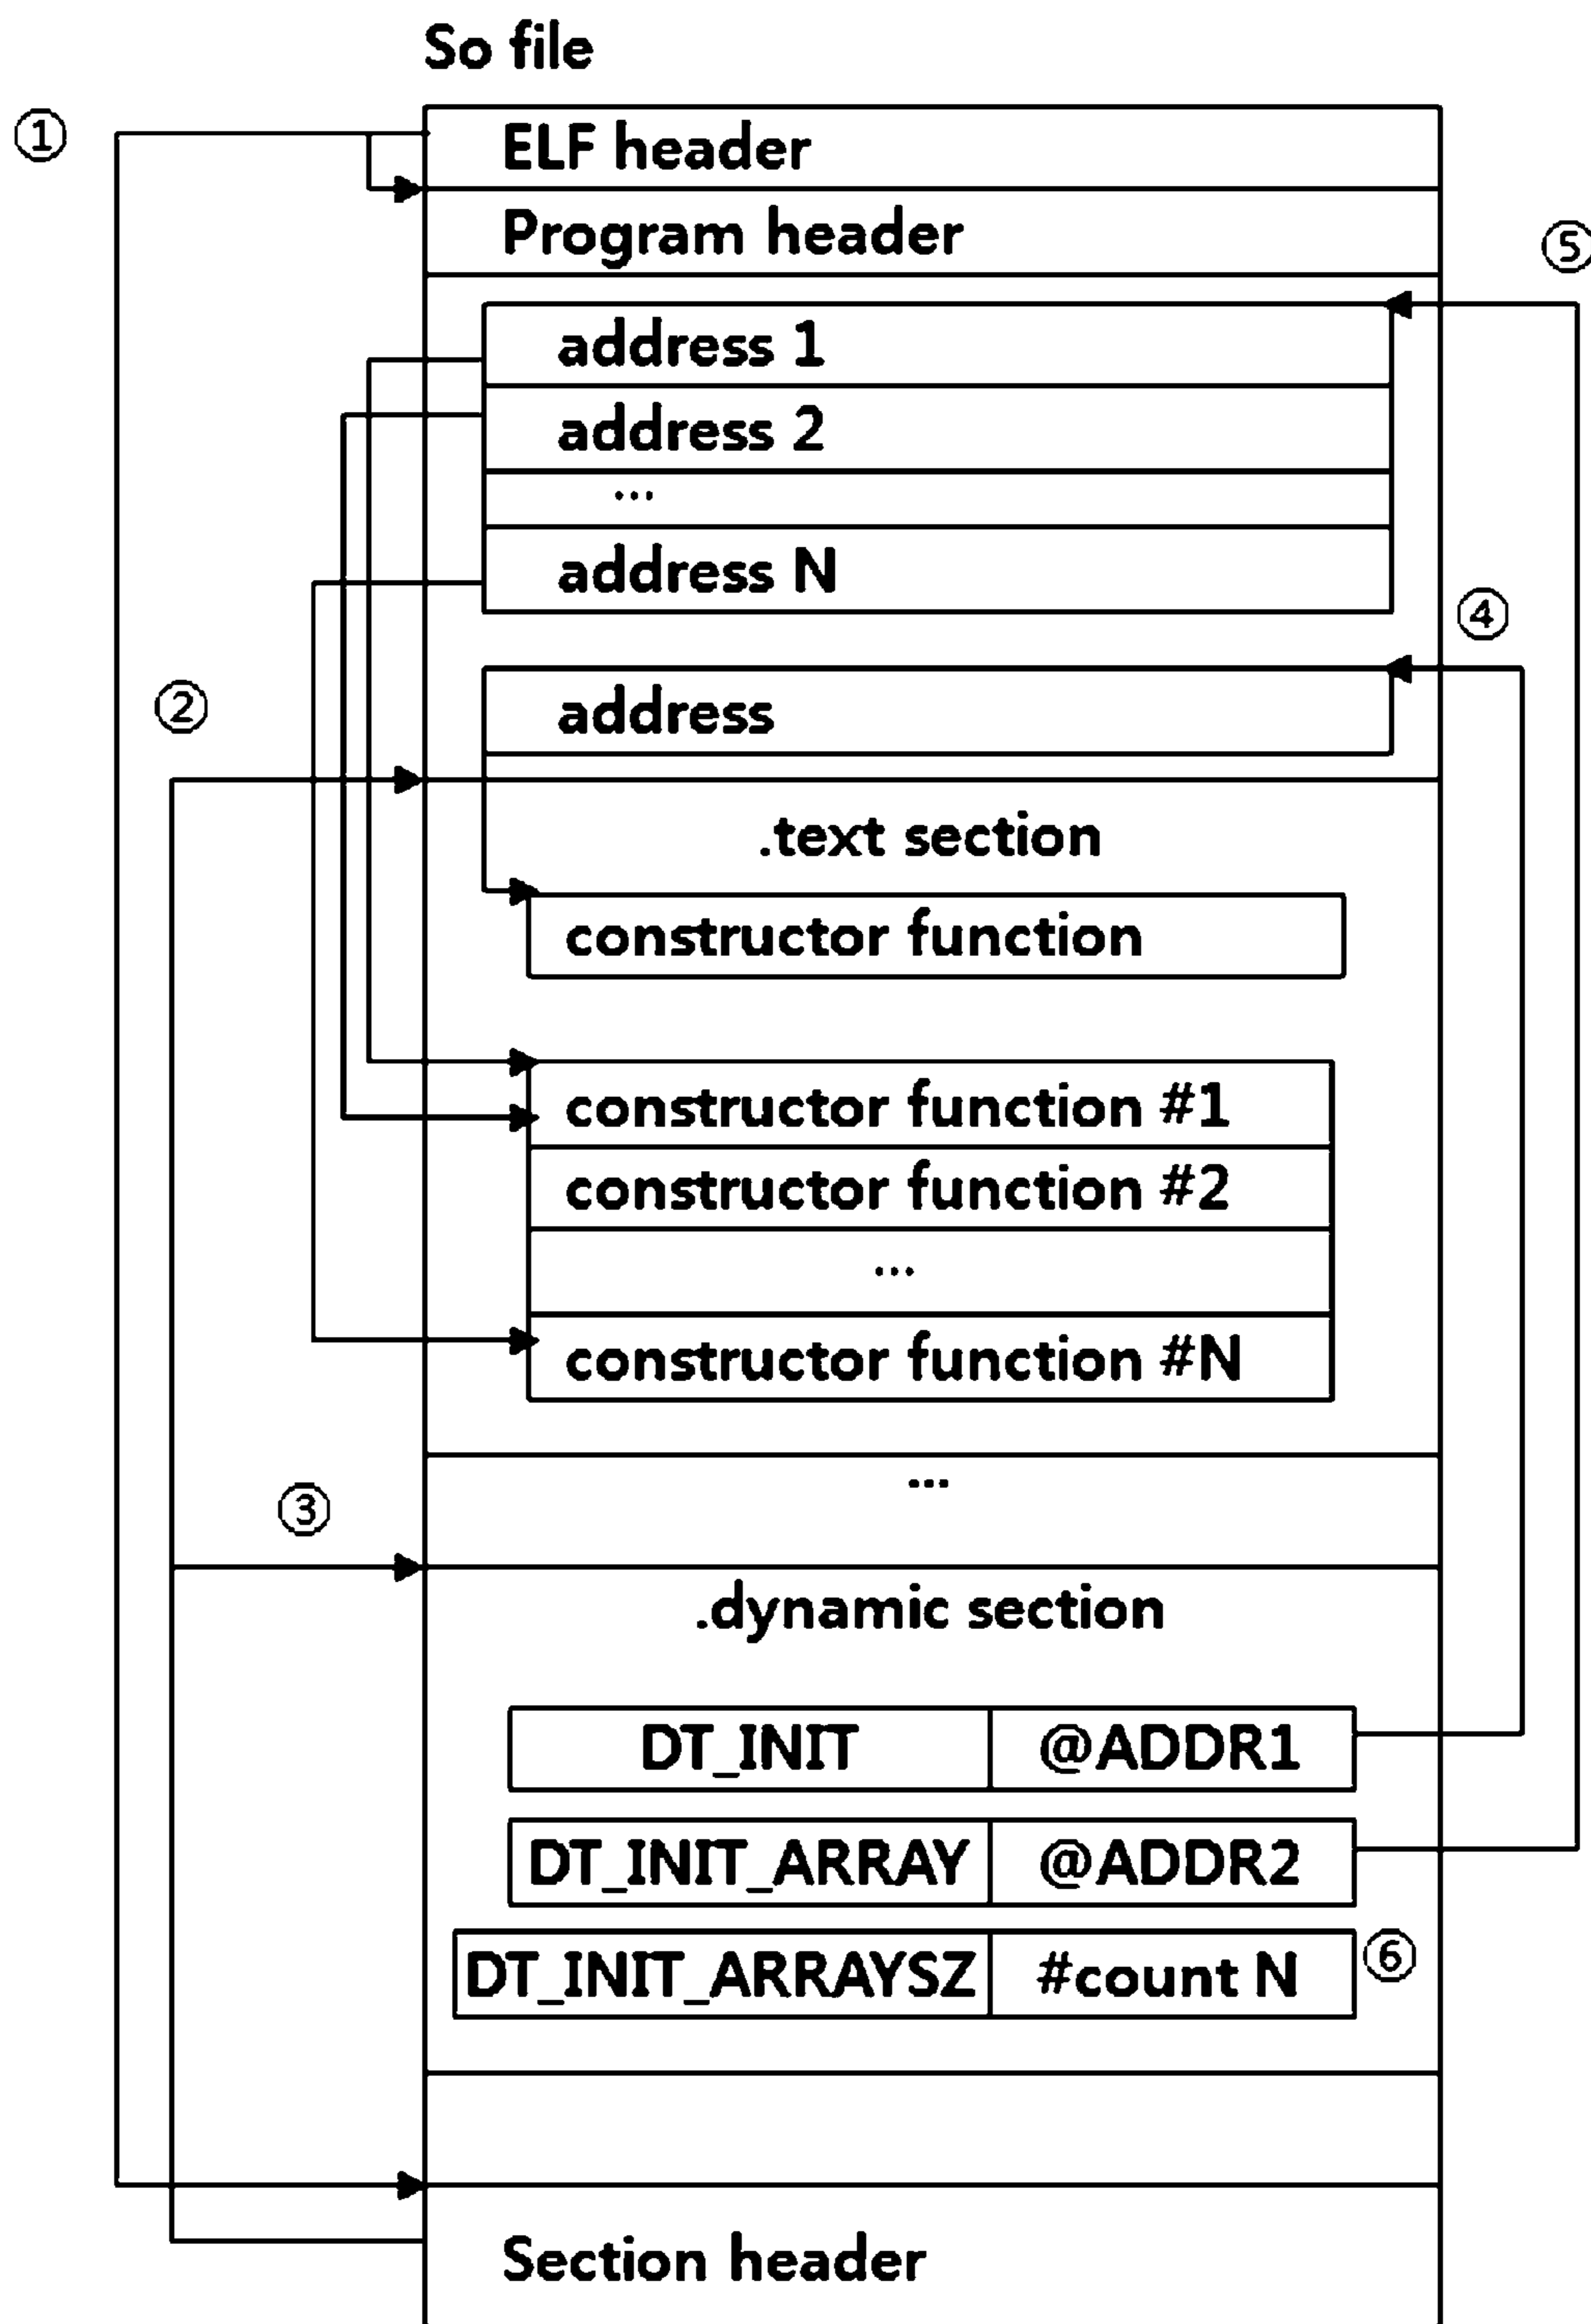 So file
①
ELF header
Program header
⑤
address 1
address 2
...
address N
④
②
address
.text section
constructor function
constructor function #1
constructor function #2
...
constructor function #N
...
③
.dynamic section
DT_INIT @ADDR1
DT_INIT_ARRAY @ADDR2
DT_INIT_ARRAYSZ #count N ⑥
Section header